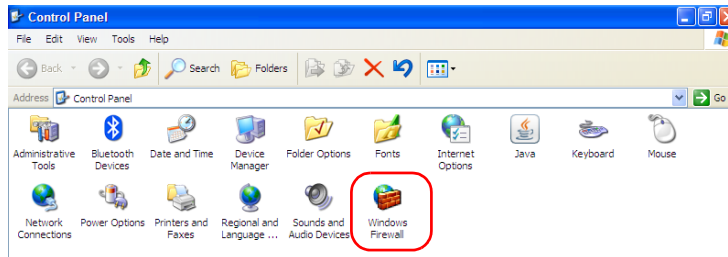 Control Panel
File Edit View Tools Help
Back Search Folders
Address Control Panel Go
Administrative Tools
Bluetooth Devices
Date and Time
Device Manager
Folder Options
Fonts
Internet Options
Java
Keyboard
Mouse
Network Connections
Power Options
Printers and Faxes
Regional and Language ...
Sounds and Audio Devices
Windows Firewall